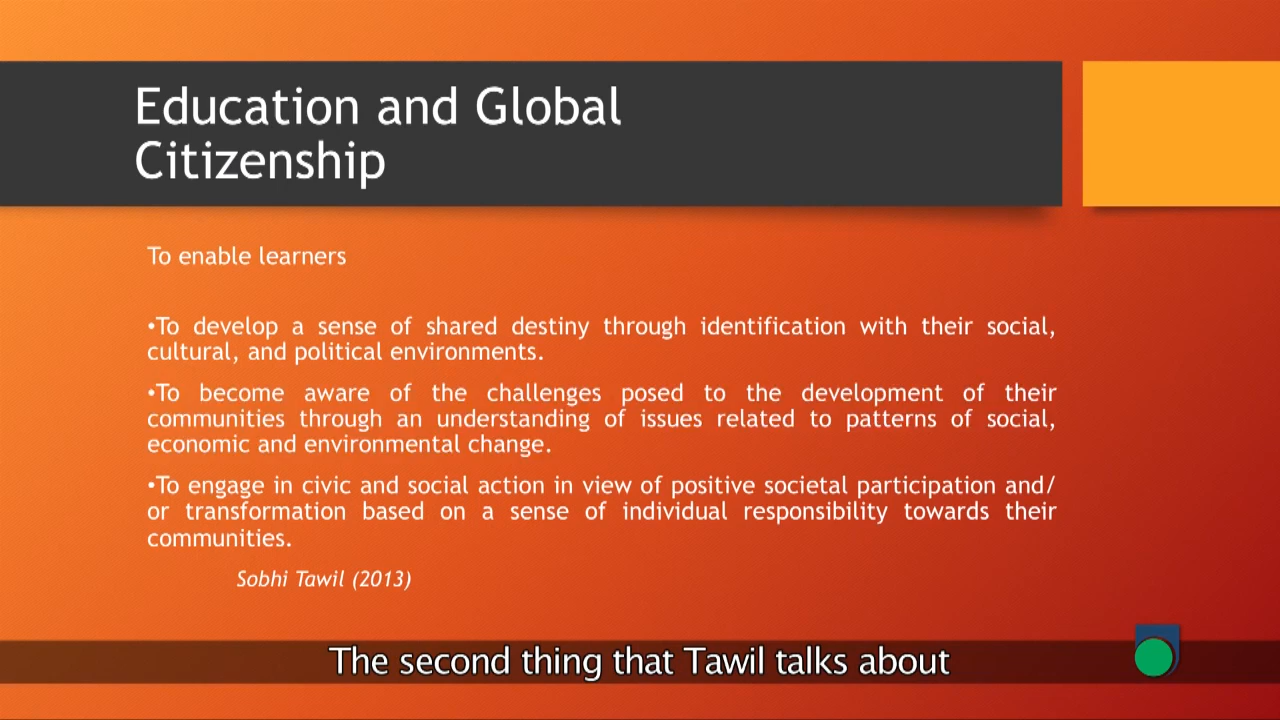 Education and Global
Citizenship
To enable learners
•To develop a sense of shared destiny through identification with their social,
cultural, and political environments.
•To become aware of the challenges posed to the development of their
communities through an understanding of issues related to patterns of social,
economic and environmental change.
•To engage in civic and social action in view of positive societal participation and/
or transformation based on a sense of individual responsibility towards their
communities.
Sobhi Tawil (2013)
The second thing that Tawil talks about